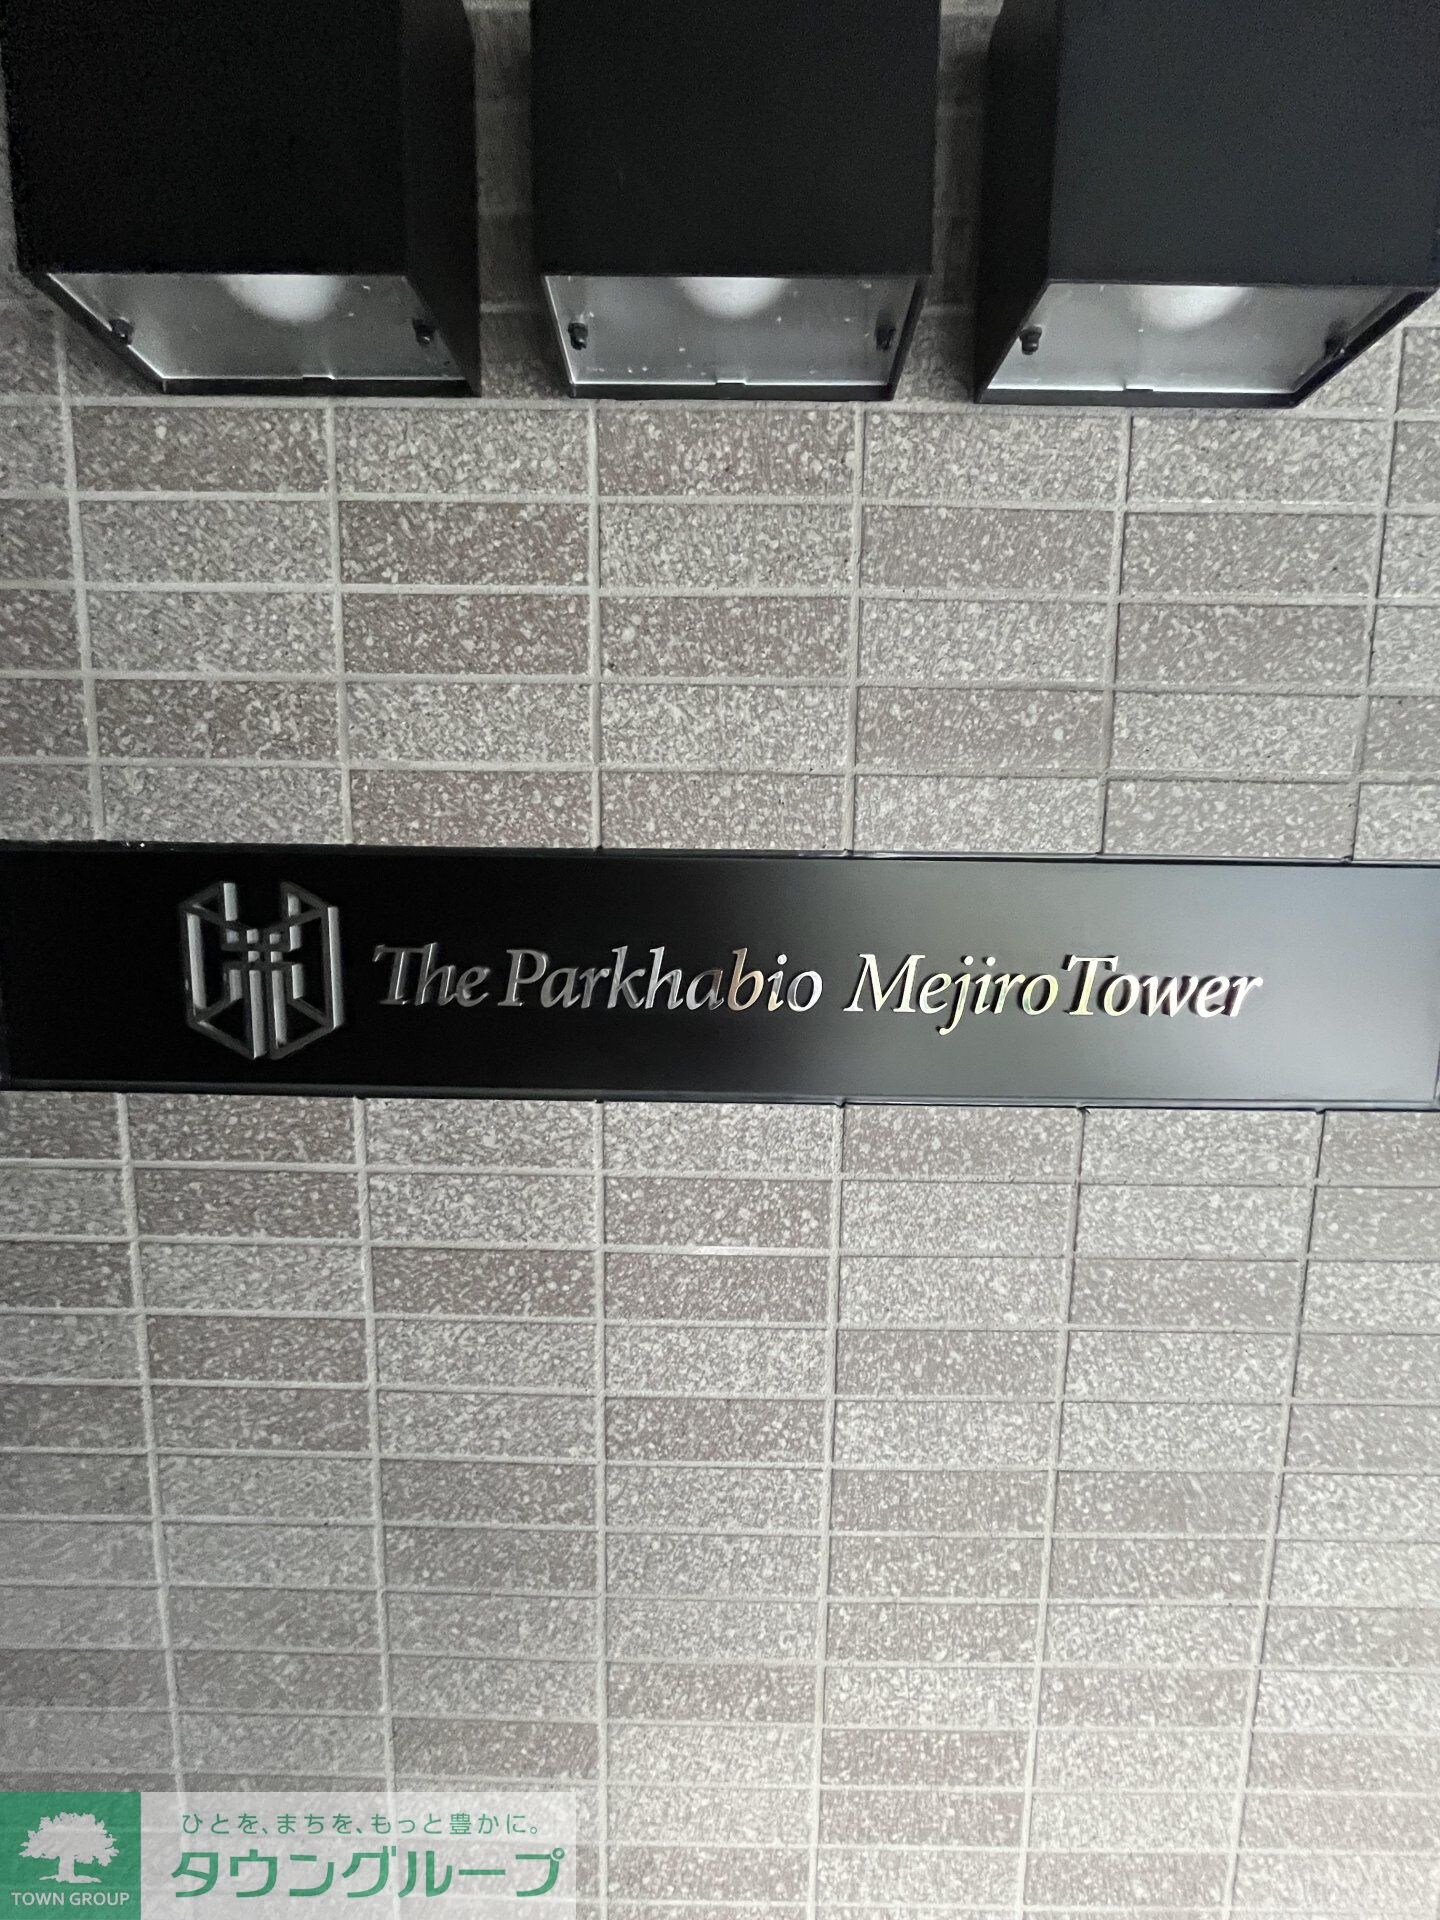 The Parkhabio Mejiro Tower
ひとを、まちを、もっと豊かに。
タウングループ
TOWN GROUP